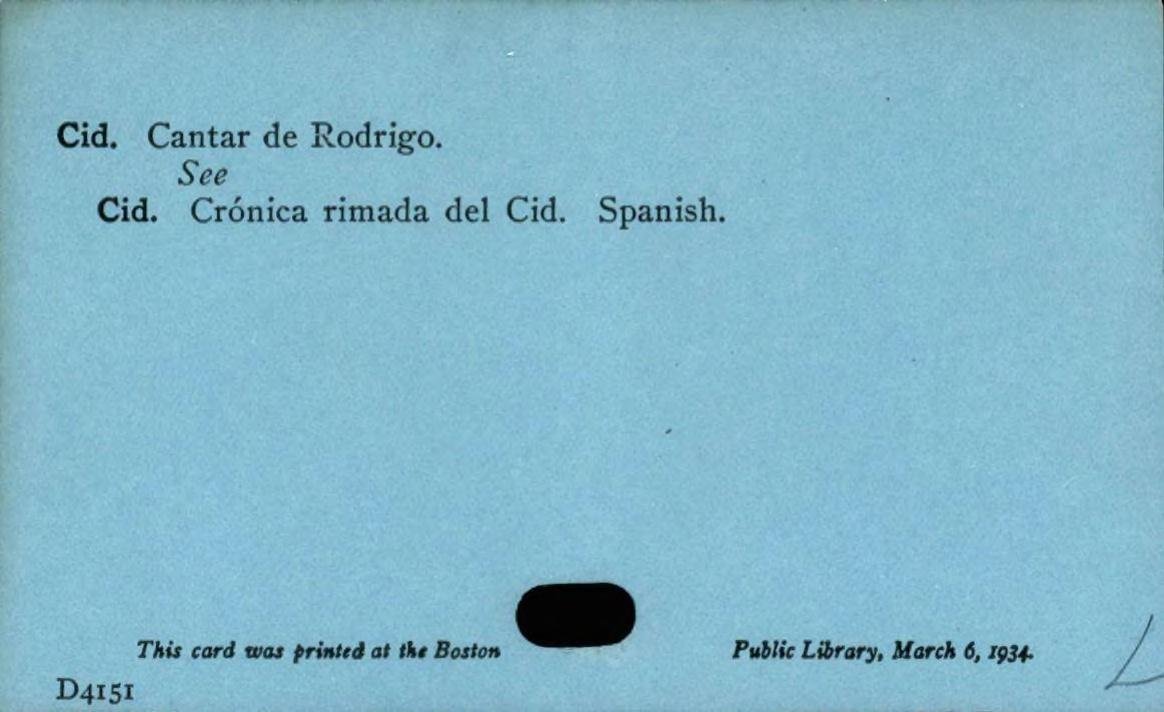 Cid. Cantar de Rodrigo.
See
Cid. Crónica rimada del Cid. Spanish.
This card was printed at the Boston Public Library, March 6, 1934.
D4151